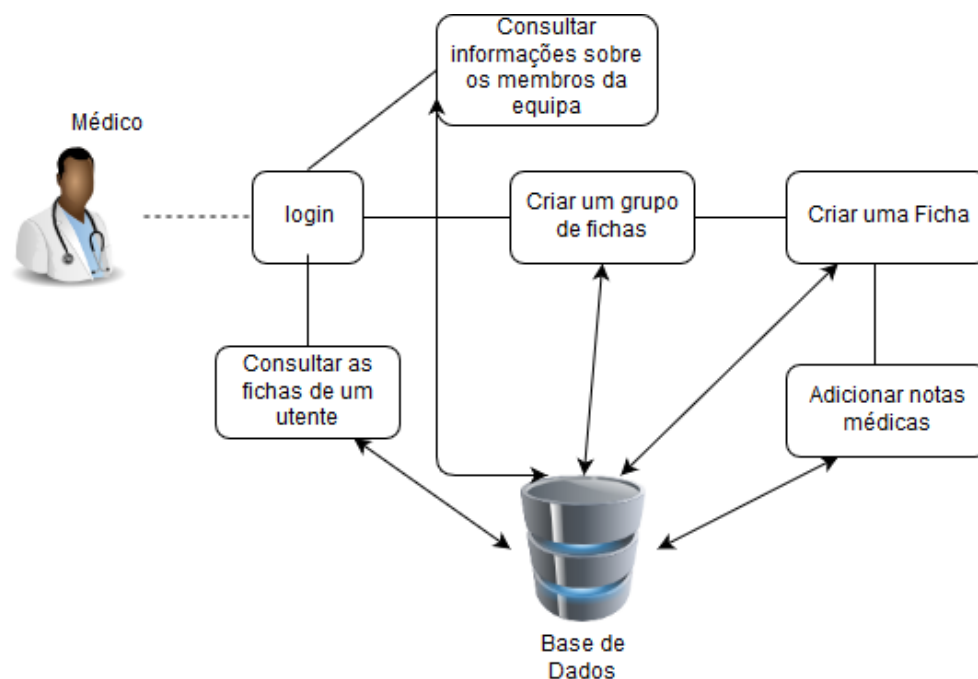 Consultar
informações sobre
os membros da
equipa
Médico
login
Criar um grupo
de fichas
Criar uma Ficha
Consultar as
fichas de um
utente
Adicionar notas
médicas
Base de
Dados